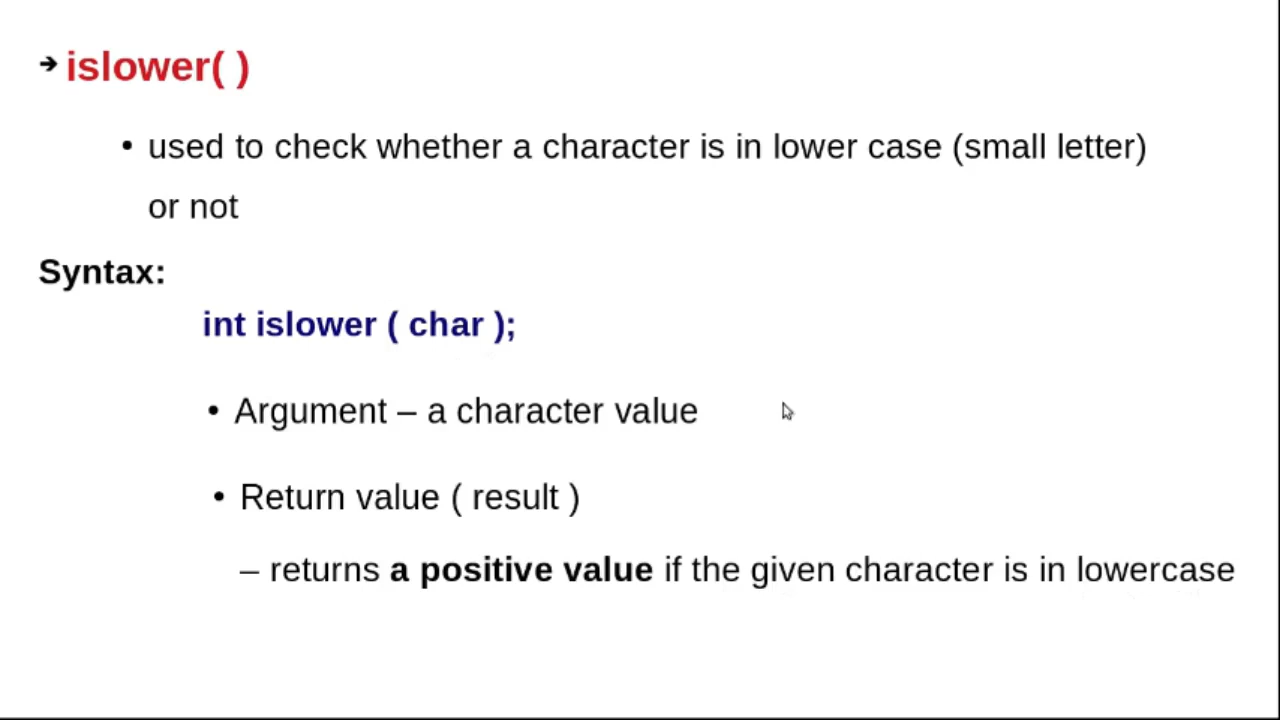 ➔ islower( )
• used to check whether a character is in lower case (small letter)
or not
Syntax:
int islower ( char );
• Argument – a character value
• Return value ( result )
– returns a positive value if the given character is in lowercase